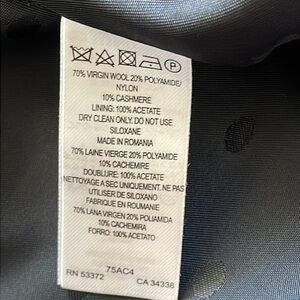 P
70% VIRGIN WOOL 20% POLYAMIDE/
NYLON
10% CASHMERE
LINING: 100% ACETATE
DRY CLEAN ONLY. DO NOT USE
SILOXANE
MADE IN ROMANIA
70% LAINE VIERGE 20% POLYAMIDE
10% CACHEMIRE
DOUBLURE: 100% ACETATE
NETTOYAGE A SEC UNIQUEMENT. NE PAS
UTILISER DE SILOXANO
FABRIQUE EN ROUMANIE
70% LANA VIRGEN 20% POLIAMIDA
10% CACHEMIRA
FORRO: 100% ACETATO
75AC4
RN 53372 CA 34338